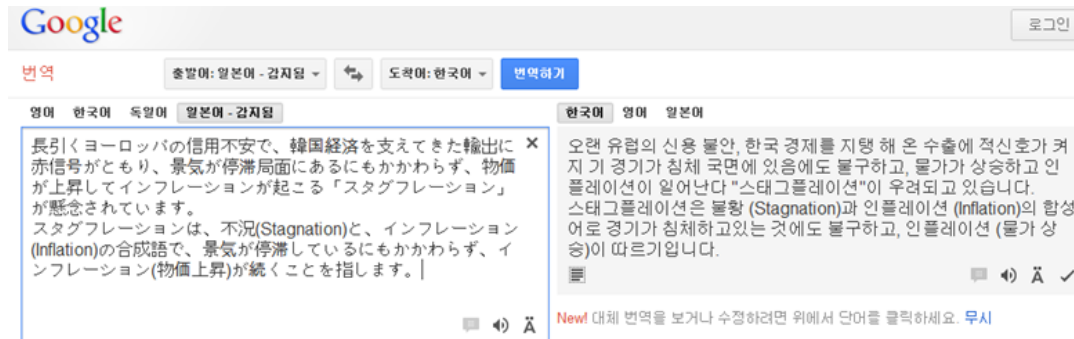 Google
로그인
번역
출발어: 일본어 - 감지됨
도착어: 한국어
번역하기
영어 한국어 독일어 일본어 - 감지됨
한국어 영어 일본어
長引くヨーロッパの信用不安で、韓国経済を支えてきた輸出に
赤信号がともり、景気が停滞局面にあるにもかかわらず、物価
が上昇してインフレーションが起こる「スタグフレーション」
が懸念されています。
スタグフレーションは、不況(Stagnation)と、インフレーション
(Inflation)の合成語で、景気が停滞しているにもかかわらず、イ
ンフレーション(物価上昇)が続くことを指します。
Ä
오랜 유럽의 신용 불안, 한국 경제를 지탱 해 온 수출에 적신호가 켜
지 기 경기가 침체 국면에 있음에도 불구하고, 물가가 상승하고 인
플레이션이 일어난다 "스태그플레이션"이 우려되고 있습니다.
스태그플레이션은 불황 (Stagnation)과 인플레이션 (Inflation)의 합성
어로 경기가 침체하고있는 것에도 불구하고, 인플레이션 (물가 상
승)이 따르기입니다.
Ä
New! 대체 번역을 보거나 수정하려면 위에서 단어를 클릭하세요. 무시